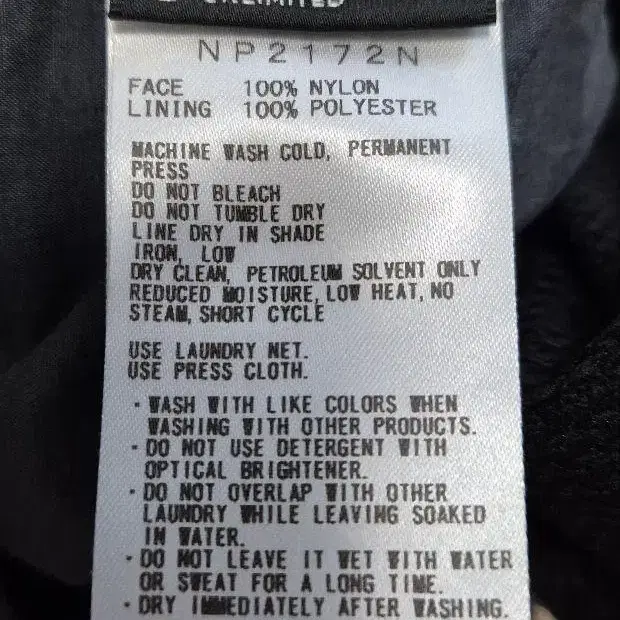 UNLIMITED
NP2172N
FACE 100% NYLON
LINING 100% POLYESTER
MACHINE WASH COLD, PERMANENT
PRESS
DO NOT BLEACH
DO NOT TUMBLE DRY
LINE DRY IN SHADE
IRON, LOW
DRY CLEAN, PETROLEUM SOLVENT ONLY
REDUCED MOISTURE, LOW HEAT, NO
STEAM, SHORT CYCLE
USE LAUNDRY NET.
USE PRESS CLOTH.
・WASH WITH LIKE COLORS WHEN
WASHING WITH OTHER PRODUCTS.
・DO NOT USE DETERGENT WITH
OPTICAL BRIGHTENER.
・DO NOT OVERLAP WITH OTHER
LAUNDRY WHILE LEAVING SOAKED
IN WATER.
・DO NOT LEAVE IT WET WITH WATER
OR SWEAT FOR A LONG TIME.
・DRY IMMEDIATELY AFTER WASHING.